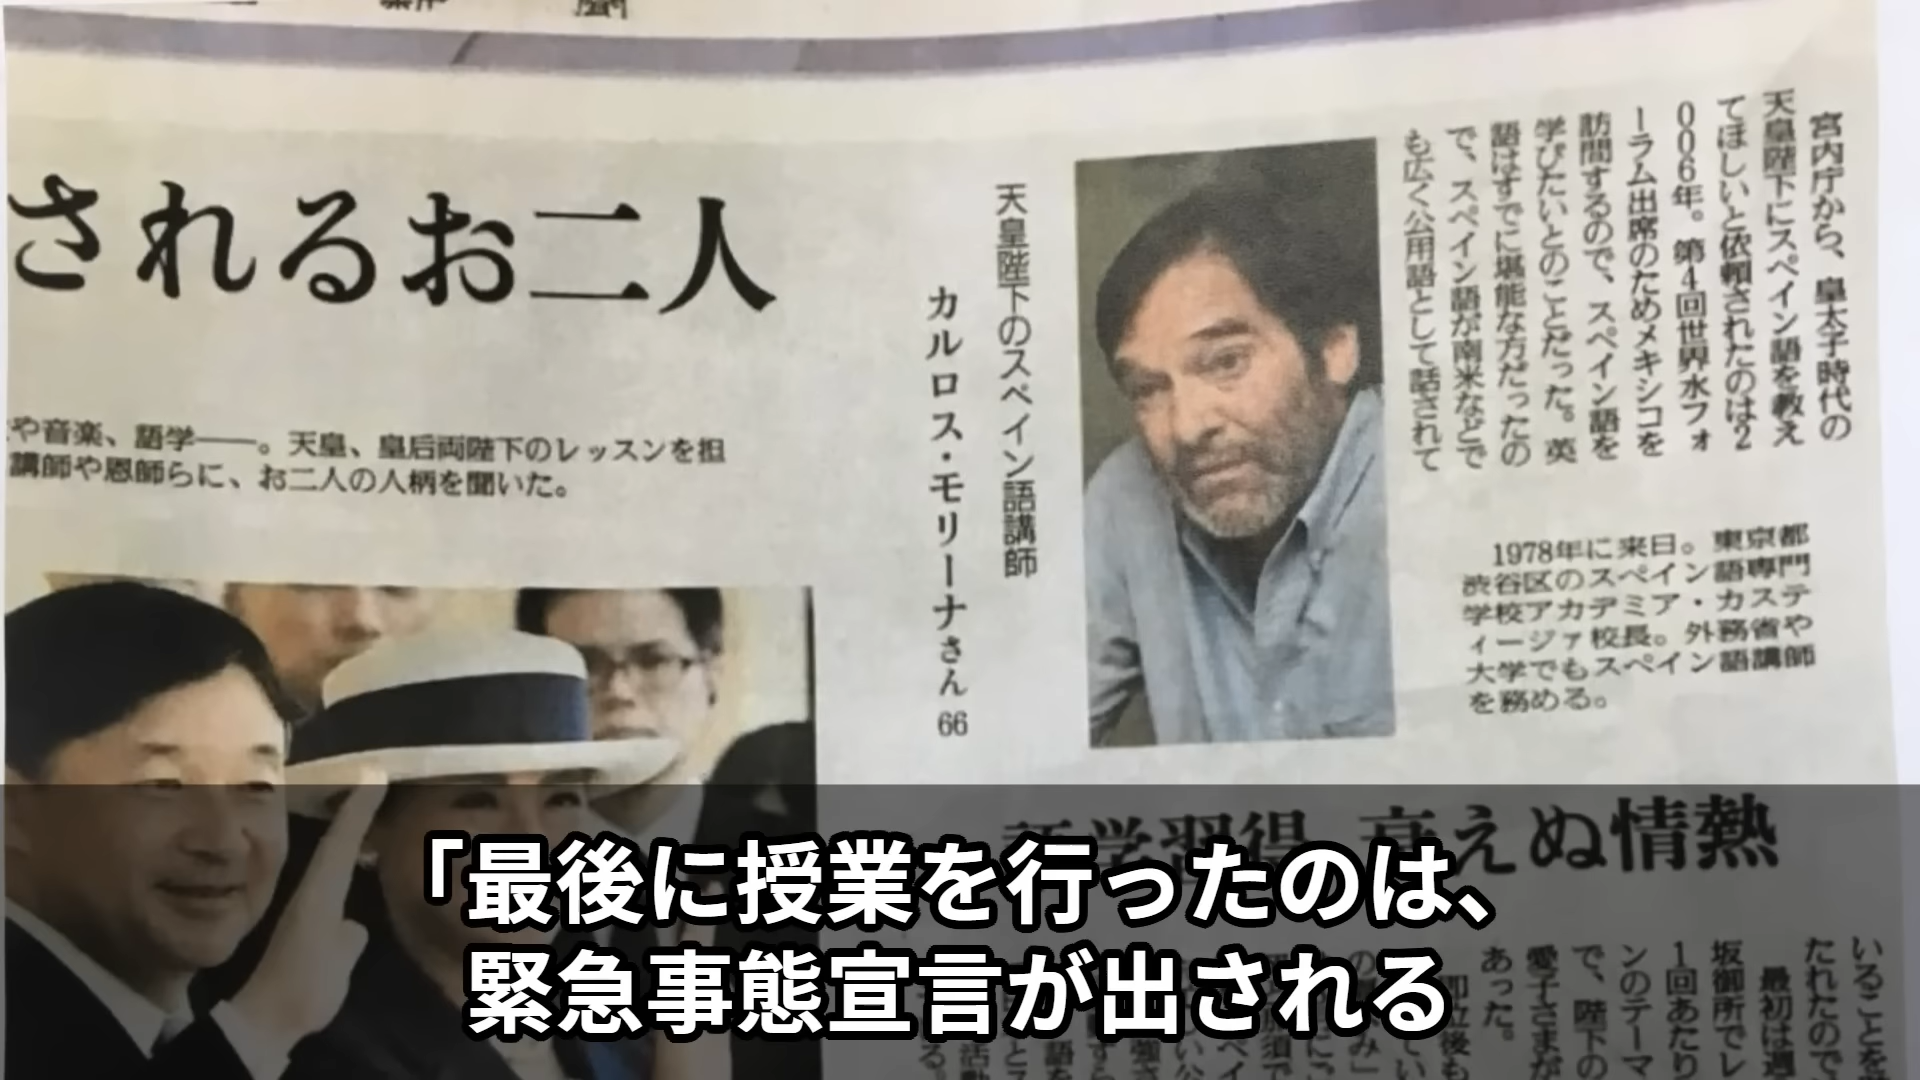 されるお二人
や音楽、語学――。天皇、皇后両陛下のレッスンを担
講師や恩師らに、お二人の人柄を聞いた。
天皇陛下のスペイン語講師
カルロス・モリーナさん 66
宮内庁から、皇太子時代の
天皇陛下にスペイン語を教え
てほしいと依頼されたのは2
006年。第4回世界水フォ
ーラム出席のためメキシコを
訪問するので、スペイン語を
学びたいとのことだった。英
語はすでに堪能な方だったの
で、スペイン語が南米などで
も広く公用語として話されて
1978年に来日。東京都
渋谷区のスペイン語専門
学校アカデミア・カステ
ィージァ校長。外務省や
大学でもスペイン語講師
を務める。
語学習得 衰えぬ情熱
いることを
たれたので
最初は週
坂御所でレ
1回あたり
ンのテーマ
で、陛下の
愛子さまが
あった。
即位後も
「最後に授業を行ったのは、
緊急事態宣言が出される